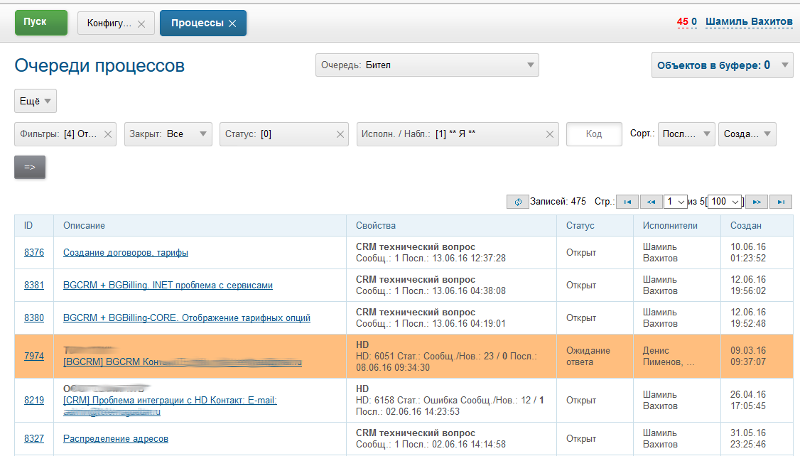 Пуск Конфигу... Процессы 45 0 Шамиль Вахитов
Очереди процессов Очередь: Бител Объектов в буфере: 0
Ещё
Фильтры: [4] От... Закрыт: Все Статус: [0] Исполн. / Набл.: [1] ** Я ** Код Сорт.: Посл.... Созда...
=>
Записей: 475 Стр.: 1 из 5[ 100 ]
ID Описание Свойства Статус Исполнители Создан
8376 Создание договоров. тарифы CRM технический вопрос Открыт Шамиль 10.06.16
Сообщ.: 1 Посл.: 13.06.16 12:37:28 Вахитов 01:23:52
8381 BGCRM + BGBilling. INET проблема с сервисами CRM технический вопрос Открыт Шамиль 12.06.16
Сообщ.: 1 Посл.: 13.06.16 04:38:08 Вахитов 19:56:02
8380 BGCRM + BGBilling-CORE. Отображение тарифных опций CRM технический вопрос Открыт Шамиль 12.06.16
Сообщ.: 1 Посл.: 13.06.16 04:19:01 Вахитов 19:52:48
7974 HD Ожидание Денис 09.03.16
[BGCRM] BGCRM HD: 6051 Стат.: Сообщ./Нов.: 23 / 0 Посл.: ответа Пименов, ... 09:37:07
08.06.16 09:34:30
8219 HD Открыт Шамиль 26.04.16
[CRM] Проблема интеграции с HD Контакт: E-mail: HD: 6158 Стат.: Ошибка Сообщ./Нов.: 12 / 1 Вахитов 17:05:45
Посл.: 02.06.16 14:23:53
8327 Распределение адресов CRM технический вопрос Открыт Шамиль 31.05.16
Сообщ.: 1 Посл.: 02.06.16 14:14:58 Вахитов 23:25:46